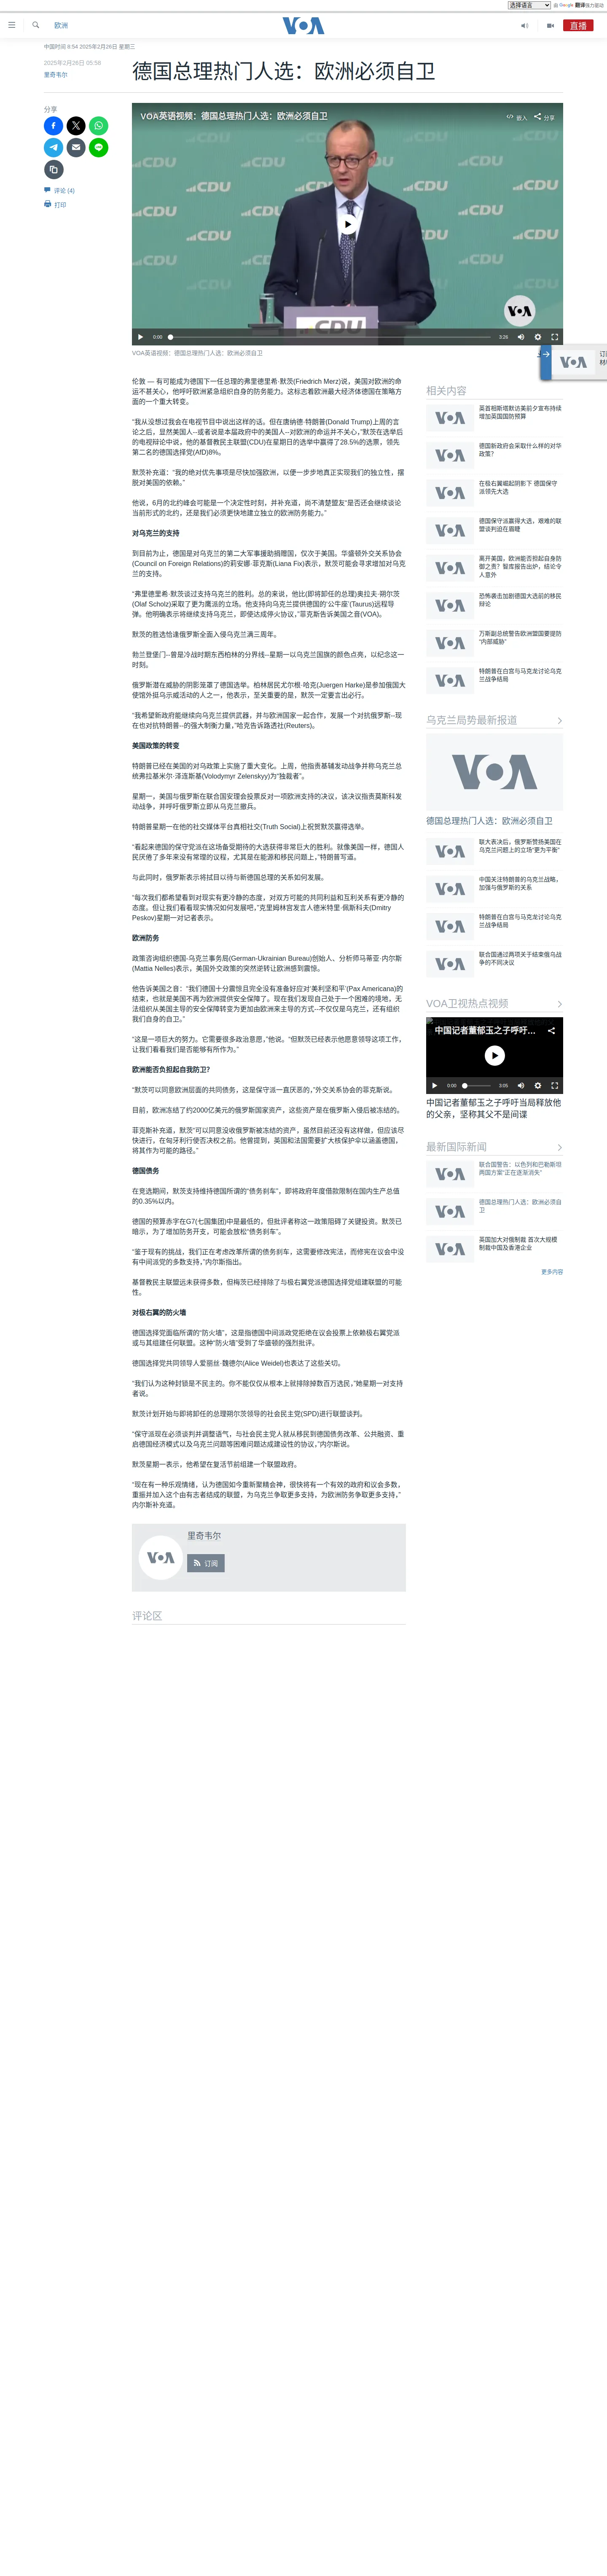 选择语言 由 Google 翻译强力驱动
欧洲 VOA 直播
中国时间 8:54 2025年2月26日 星期三
2025年2月26日 05:58
里奇韦尔
德国总理热门人选：欧洲必须自卫
分享
评论 (4)
打印
VOA英语视频：德国总理热门人选：欧洲必须自卫
嵌入 分享
CDU
VOA
0:00 3:26
VOA英语视频：德国总理热门人选：欧洲必须自卫
伦敦 — 有可能成为德国下一任总理的弗里德里希·默茨(Friedrich Merz)说，美国对欧洲的命
运不甚关心，他呼吁欧洲紧急组织自身的防务能力。这标志着欧洲最大经济体德国在策略方
面的一个重大转变。
“我从没想过我会在电视节目中说出这样的话。但在唐纳德·特朗普(Donald Trump)上周的言
论之后，显然美国人--或者说是本届政府中的美国人--对欧洲的命运并不关心，”默茨在选举后
的电视辩论中说，他的基督教民主联盟(CDU)在星期日的选举中赢得了28.5%的选票，领先
第二名的德国选择党(AfD)8%。
默茨补充道：“我的绝对优先事项是尽快加强欧洲，以便一步步地真正实现我们的独立性，摆
脱对美国的依赖。”
他说，6月的北约峰会可能是一个决定性时刻，并补充道，尚不清楚盟友“是否还会继续谈论
当前形式的北约，还是我们必须更快地建立独立的欧洲防务能力。”
对乌克兰的支持
到目前为止，德国是对乌克兰的第二大军事援助捐赠国，仅次于美国。华盛顿外交关系协会
(Council on Foreign Relations)的莉安娜·菲克斯(Liana Fix)表示，默茨可能会寻求增加对乌克
兰的支持。
“弗里德里希·默茨谈过支持乌克兰的胜利。总的来说，他比(即将卸任的总理)奥拉夫·朔尔茨
(Olaf Scholz)采取了更为鹰派的立场。他支持向乌克兰提供德国的‘公牛座’(Taurus)远程导
弹。他明确表示将继续支持乌克兰，即使达成停火协议，”菲克斯告诉美国之音(VOA)。
默茨的胜选恰逢俄罗斯全面入侵乌克兰满三周年。
勃兰登堡门--曾是冷战时期东西柏林的分界线--星期一以乌克兰国旗的颜色点亮，以纪念这一
时刻。
俄罗斯潜在威胁的阴影笼罩了德国选举。柏林居民尤尔根·哈克(Juergen Harke)是参加俄国大
使馆外挺乌示威活动的人之一，他表示，至关重要的是，默茨一定要言出必行。
“我希望新政府能继续向乌克兰提供武器，并与欧洲国家一起合作，发展一个对抗俄罗斯--现
在也对抗特朗普--的强大制衡力量，”哈克告诉路透社(Reuters)。
美国政策的转变
特朗普已经在美国的对乌政策上实施了重大变化。上周，他指责基辅发动战争并称乌克兰总
统弗拉基米尔·泽连斯基(Volodymyr Zelenskyy)为“独裁者”。
星期一，美国与俄罗斯在联合国安理会投票反对一项欧洲支持的决议，该决议指责莫斯科发
动战争，并呼吁俄罗斯立即从乌克兰撤兵。
特朗普星期一在他的社交媒体平台真相社交(Truth Social)上祝贺默茨赢得选举。
“看起来德国的保守党派在这场备受期待的大选获得非常巨大的胜利。就像美国一样，德国人
民厌倦了多年来没有常理的议程，尤其是在能源和移民问题上，”特朗普写道。
与此同时，俄罗斯表示将拭目以待与新德国总理的关系如何发展。
“每次我们都希望看到对现实有更冷静的态度，对双方可能的共同利益和互利关系有更冷静的
态度。但让我们看看现实情况如何发展吧，”克里姆林宫发言人德米特里·佩斯科夫(Dmitry
Peskov)星期一对记者表示。
欧洲防务
政策咨询组织德国-乌克兰事务局(German-Ukrainian Bureau)创始人、分析师马蒂亚·内尔斯
(Mattia Nelles)表示，美国外交政策的突然逆转让欧洲感到震惊。
他告诉美国之音：“我们德国十分震惊且完全没有准备好应对‘美利坚和平’(Pax Americana)的
结束，也就是美国不再为欧洲提供安全保障了。现在我们发现自己处于一个困难的境地，无
法组织从美国主导的安全保障转变为更加由欧洲来主导的方式--不仅仅是乌克兰，还有组织
我们自身的自卫。”
“这是一项巨大的努力。它需要很多政治意愿，”他说。“但默茨已经表示他愿意领导这项工作，
让我们看看我们是否能够有所作为。”
欧洲能否负担起自我防卫?
“默茨可以同意欧洲层面的共同债务，这是保守派一直厌恶的，”外交关系协会的菲克斯说。
目前，欧洲冻结了约2000亿美元的俄罗斯国家资产，这些资产是在俄罗斯入侵后被冻结的。
菲克斯补充道，默茨“可以同意没收俄罗斯被冻结的资产，虽然目前还没有这样做，但应该尽
快进行，在匈牙利行使否决权之前。他曾提到，英国和法国需要扩大核保护伞以涵盖德国，
将其作为可能的路径。”
德国债务
在竞选期间，默茨支持维持德国所谓的“债务刹车”，即将政府年度借款限制在国内生产总值
的0.35%以内。
德国的预算赤字在G7(七国集团)中是最低的，但批评者称这一政策阻碍了关键投资。默茨已
暗示，为了增加防务开支，可能会放松“债务刹车”。
“鉴于现有的挑战，我们正在考虑改革所谓的债务刹车，这需要修改宪法，而修宪在议会中没
有中间派党的多数支持，”内尔斯指出。
基督教民主联盟远未获得多数，但梅茨已经排除了与极右翼党派德国选择党组建联盟的可能
性。
对极右翼的防火墙
德国选择党面临所谓的“防火墙”，这是指德国中间派政党拒绝在议会投票上依赖极右翼党派
或与其组建任何联盟。这种“防火墙”受到了华盛顿的强烈批评。
德国选择党共同领导人爱丽丝·魏德尔(Alice Weidel)也表达了这些关切。
“我们认为这种封锁是不民主的。你不能仅仅从根本上就排除掉数百万选民，”她星期一对支持
者说。
默茨计划开始与即将卸任的总理朔尔茨领导的社会民主党(SPD)进行联盟谈判。
“保守派现在必须谈判并调整语气，与社会民主党人就从移民到德国债务改革、公共融资、重
启德国经济模式以及乌克兰问题等困难问题达成建设性的协议，”内尔斯说。
默茨星期一表示，他希望在复活节前组建一个联盟政府。
“现在有一种乐观情绪，认为德国如今重新聚精会神，很快将有一个有效的政府和议会多数，
重振并加入这个由有志者结成的联盟，为乌克兰争取更多支持，为欧洲防务争取更多支持，”
内尔斯补充道。
里奇韦尔
订阅
评论区
相关内容
英首相斯塔默访美前夕宣布持续
增加英国国防预算
德国新政府会采取什么样的对华
政策？
在极右翼崛起阴影下 德国保守
派领先大选
德国保守派赢得大选，艰难的联
盟谈判迫在眉睫
离开美国，欧洲能否担起自身防
御之责？智库报告出炉，结论令
人意外
恐怖袭击加剧德国大选前的移民
辩论
万斯副总统警告欧洲盟国要提防
“内部威胁”
特朗普在白宫与马克龙讨论乌克
兰战争结局
乌克兰局势最新报道
VOA
德国总理热门人选：欧洲必须自卫
联大表决后，俄罗斯赞扬美国在
乌克兰问题上的立场“更为平衡”
中国关注特朗普的乌克兰战略，
加强与俄罗斯的关系
特朗普在白宫与马克龙讨论乌克
兰战争结局
联合国通过两项关于结束俄乌战
争的不同决议
VOA卫视热点视频
中国记者董郁玉之子呼吁…
0:00 3:05
中国记者董郁玉之子呼吁当局释放他
的父亲，坚称其父不是间谍
最新国际新闻
联合国警告：以色列和巴勒斯坦
两国方案“正在逐渐消失”
德国总理热门人选：欧洲必须自
卫
英国加大对俄制裁 首次大规模
制裁中国及香港企业
更多内容